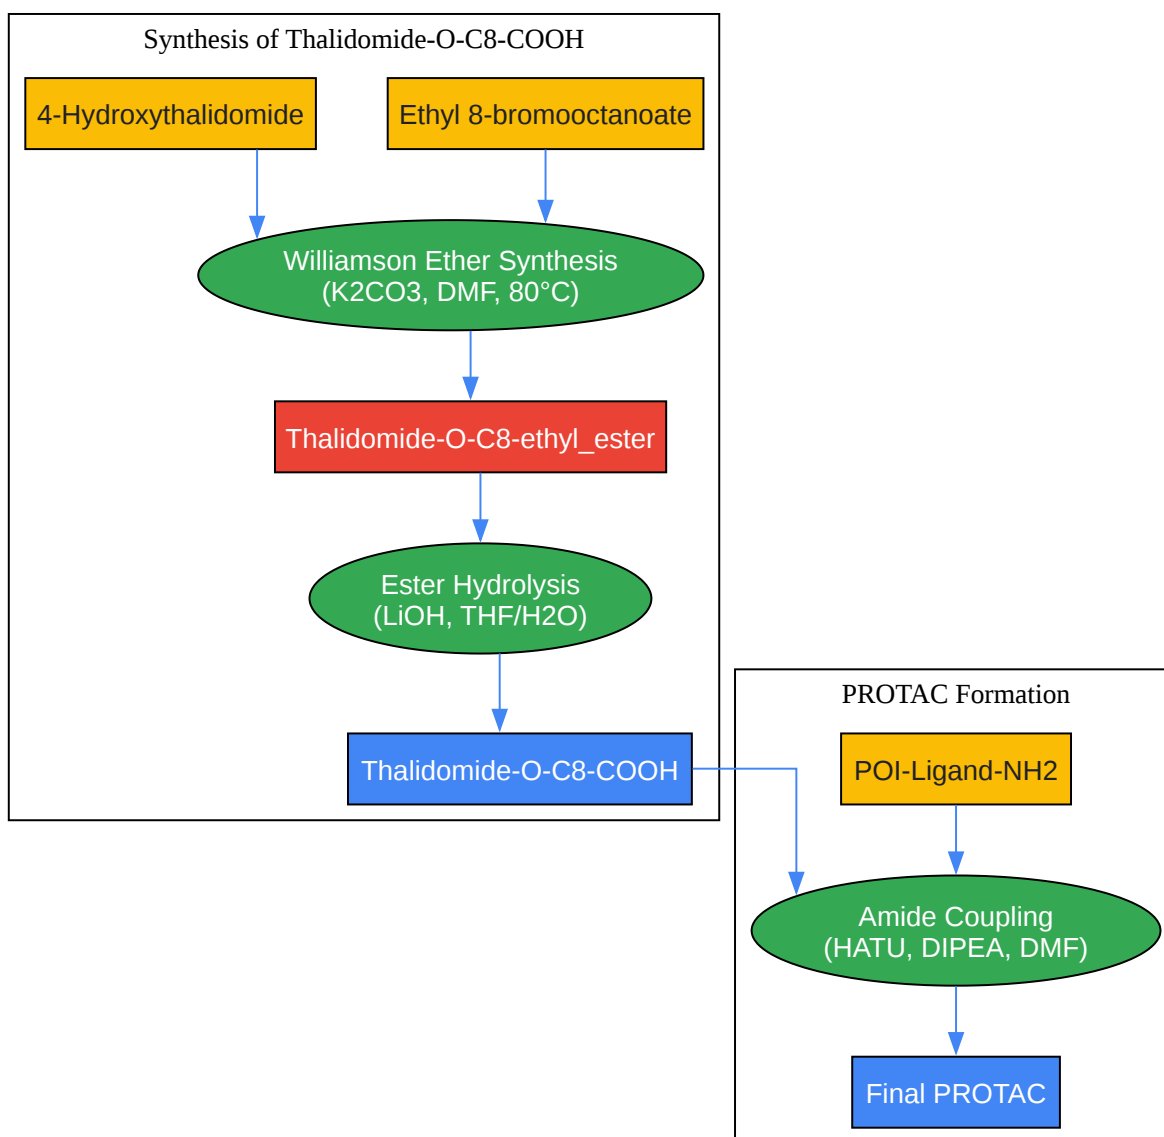 Synthesis of Thalidomide-O-C8-COOH
4-Hydroxythalidomide
Ethyl 8-bromooctanoate
Williamson Ether Synthesis
(K2CO3, DMF, 80°C)
Thalidomide-O-C8-ethyl_ester
Ester Hydrolysis
(LiOH, THF/H2O)
Thalidomide-O-C8-COOH
PROTAC Formation
POI-Ligand-NH2
Amide Coupling
(HATU, DIPEA, DMF)
Final PROTAC